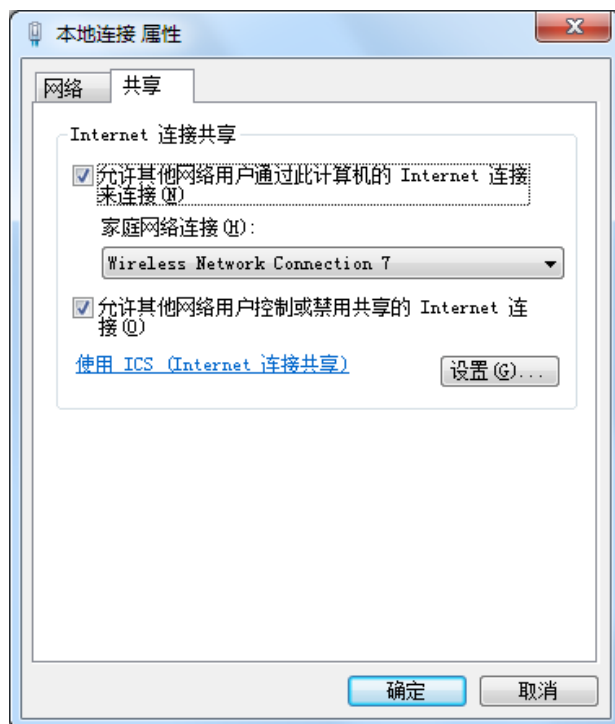 本地连接 属性
网络
共享
Internet 连接共享
允许其他网络用户通过此计算机的 Internet 连接
来连接(N)
家庭网络连接(H):
Wireless Network Connection 7
允许其他网络用户控制或禁用共享的 Internet 连
接(O)
使用 ICS (Internet 连接共享)
设置(G)...
确定
取消